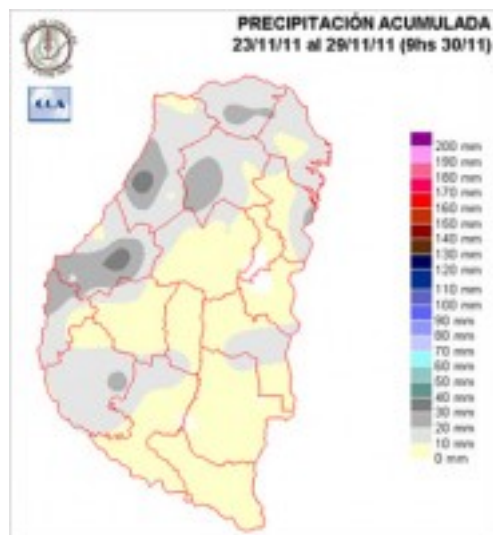 PRECIPITACIÓN ACUMULADA
23/11/11 al 29/11/11 (9hs 30/11)
200 mm
190 mm
180 mm
170 mm
160 mm
150 mm
140 mm
130 mm
120 mm
110 mm
100 mm
90 mm
80 mm
70 mm
60 mm
50 mm
40 mm
30 mm
20 mm
10 mm
0 mm